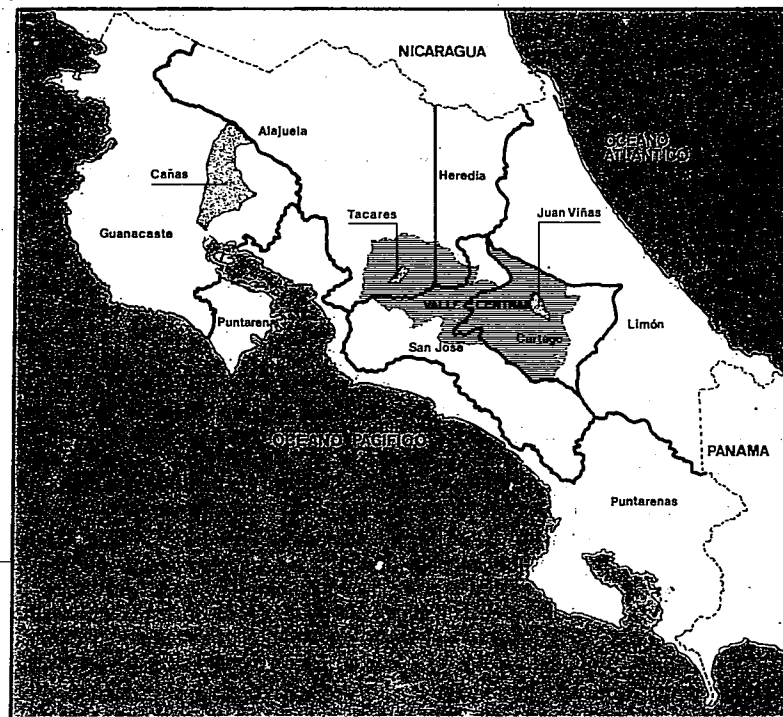 NICARAGUA
OCEANO
ATLANTICO
Alajuela
Cañas
Heredia
Tacares
Juan Viñas
Guanacaste
VALLE CENTRAL
Puntaren
Limón
San José
Cartago
OCEANO PACIFICO
PANAMA
Puntarenas